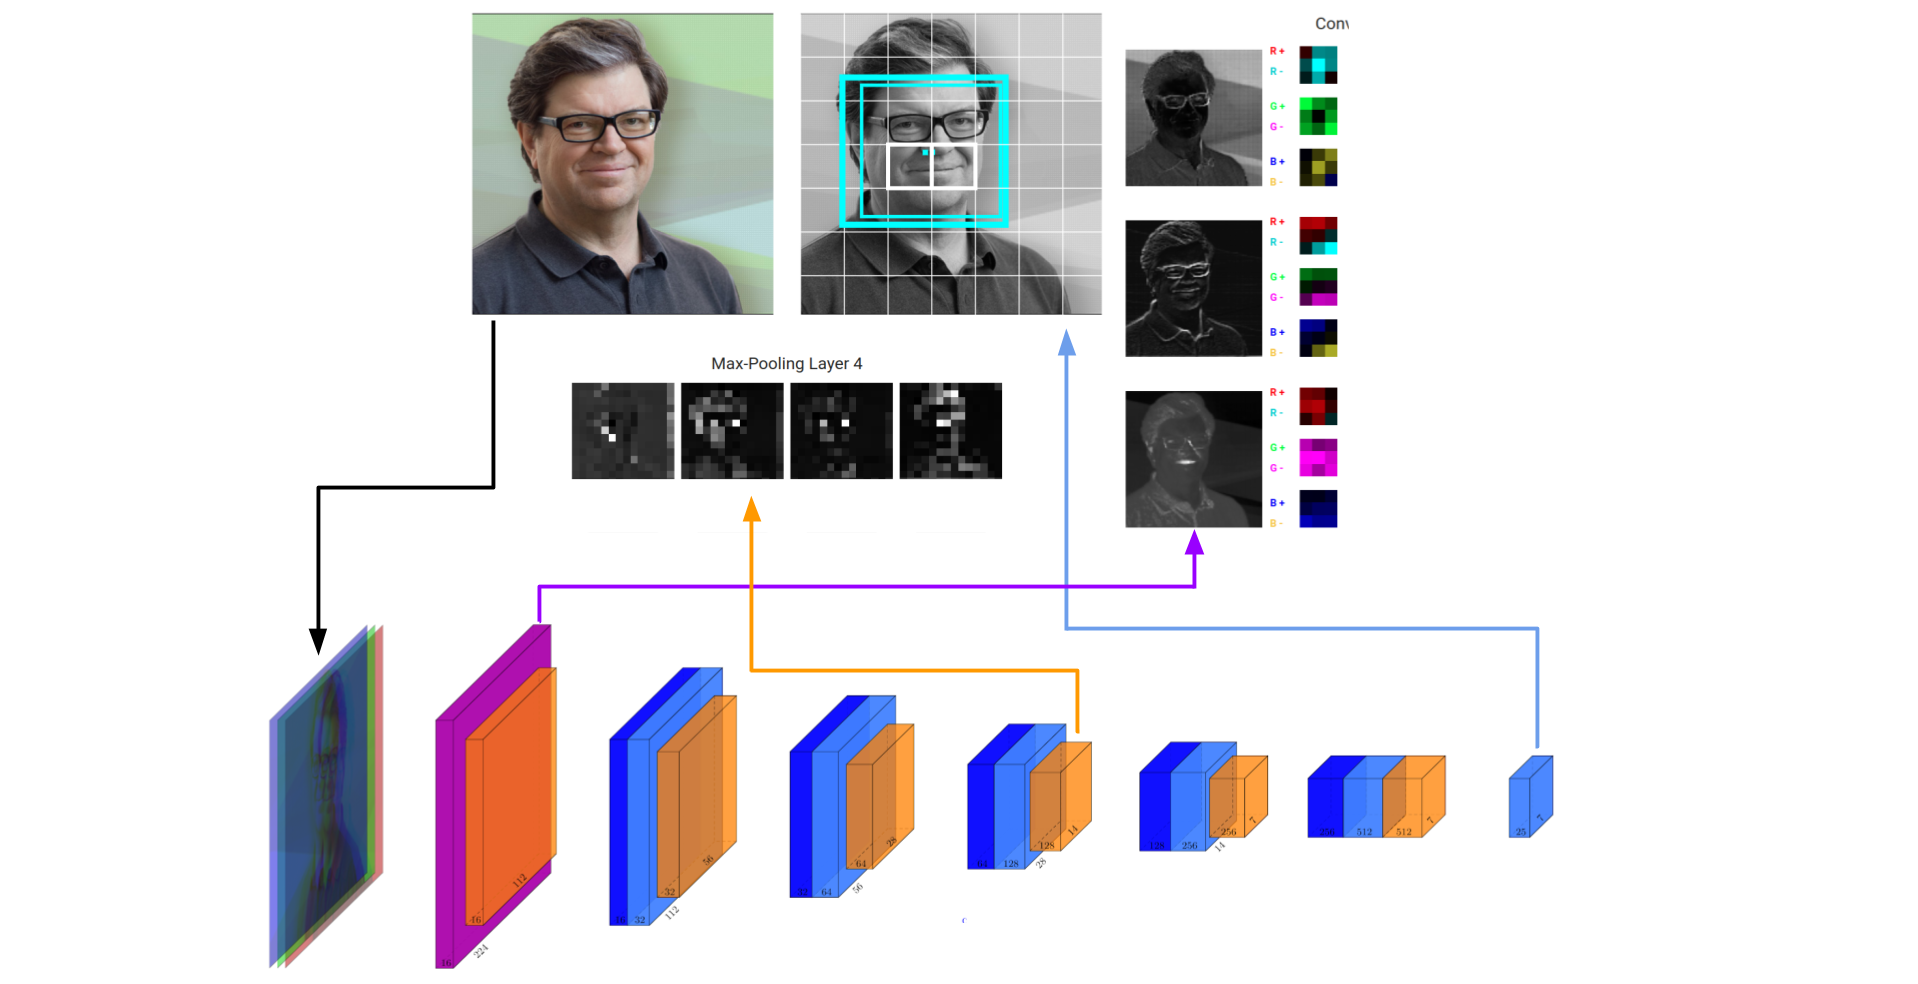 Conv
R +
R -
G +
G -
B +
B -
R +
R -
G +
G -
B +
B -
Max-Pooling Layer 4
R +
R -
G +
G -
B +
B -
16
224
16
112
16
32
112
32
56
32
64
56
64
28
64
128
28
128
14
128
256
14
256
7
256
512
512
7
25
7